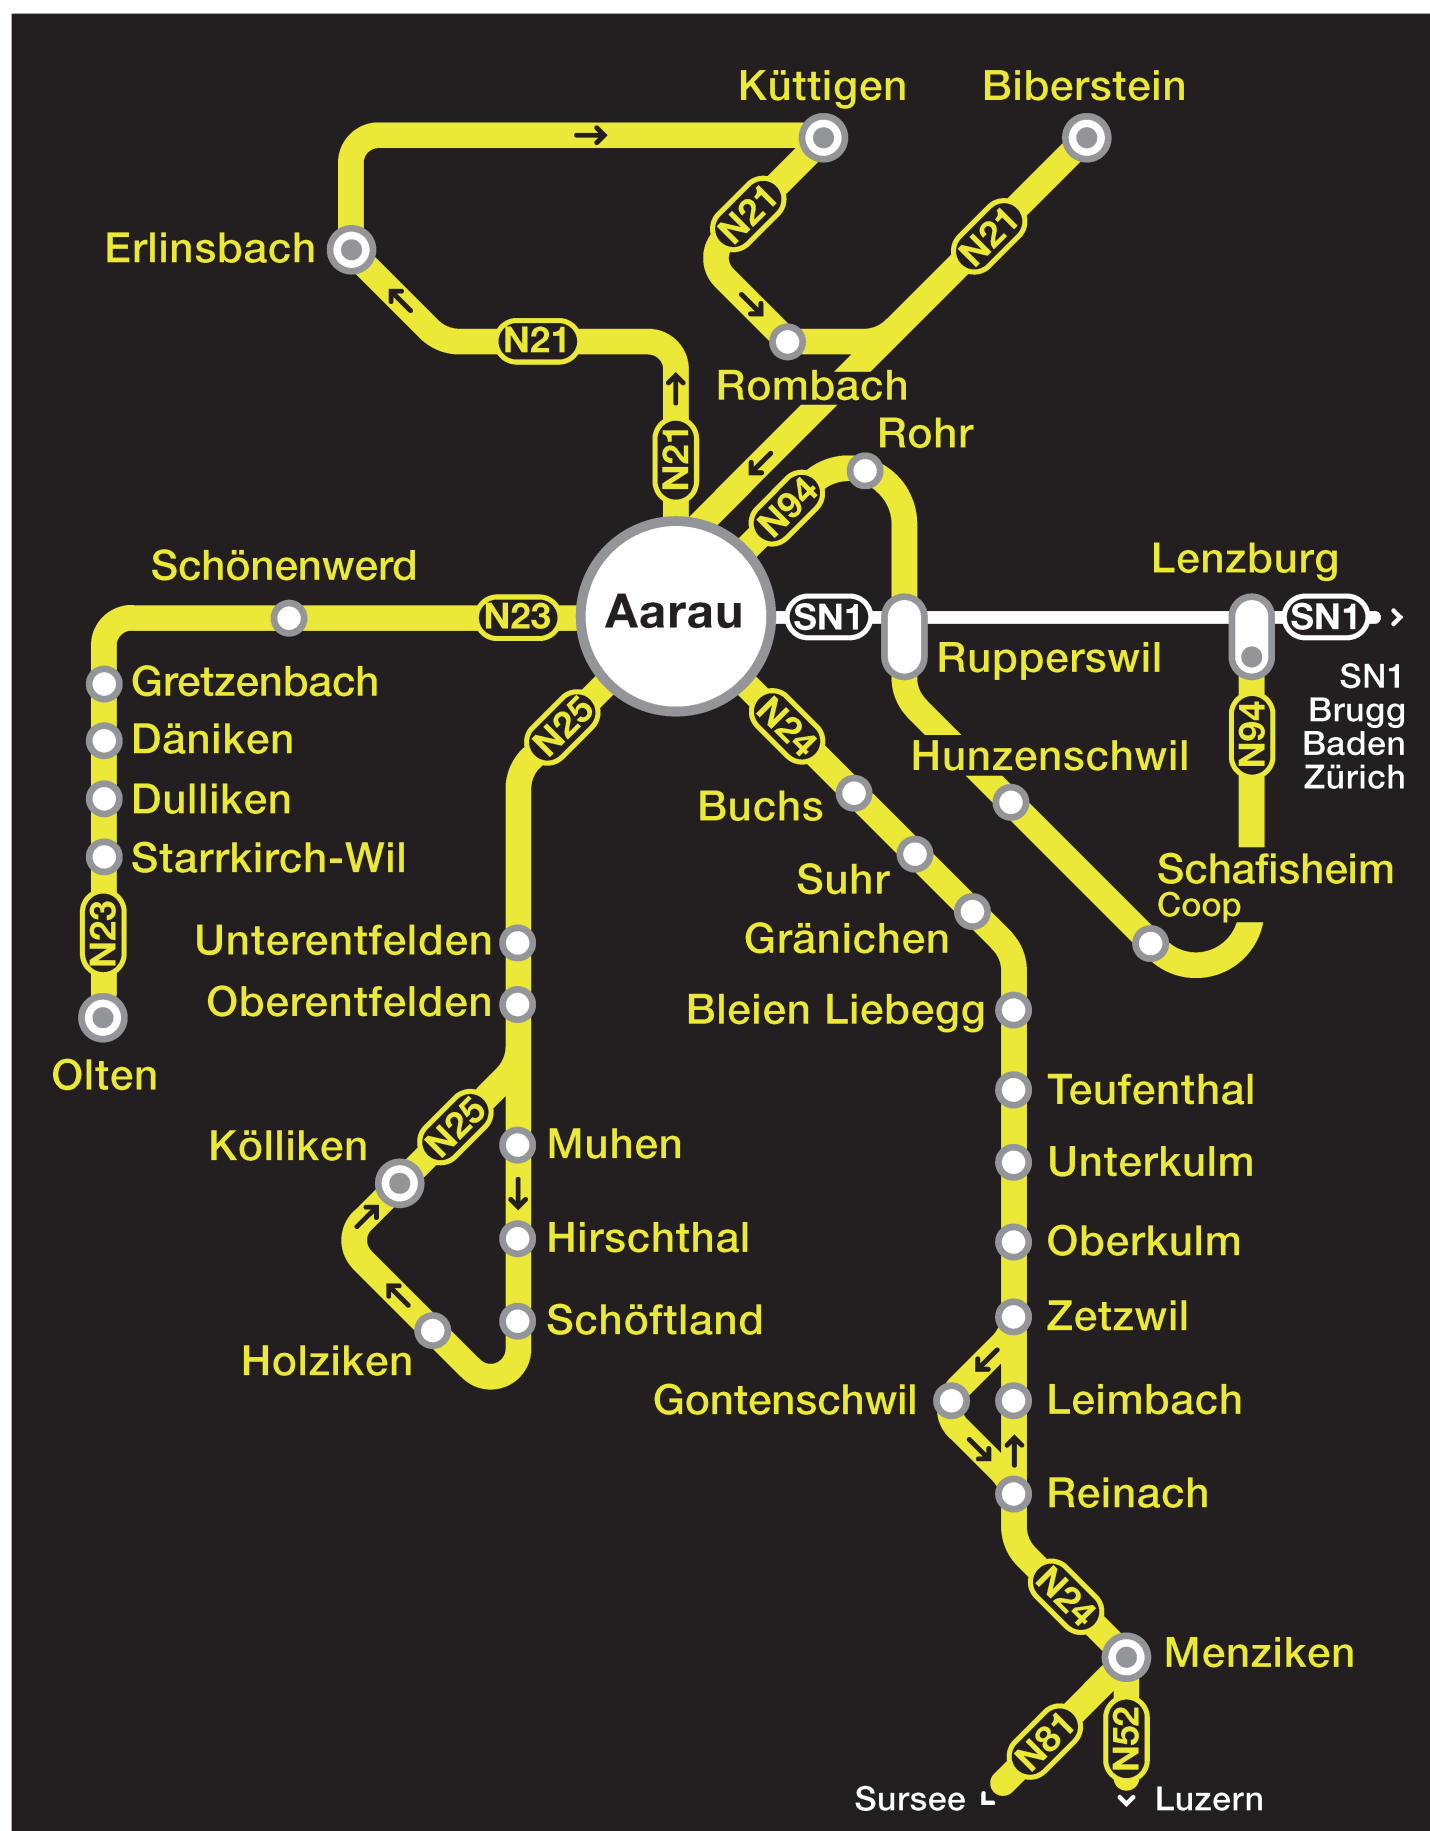 Küttigen
Biberstein
N21
N21
Erlinsbach
N21
Rombach
Rohr
N21
N94
Schönenwerd
Lenzburg
N23
Aarau
SN1
SN1
Rupperswil
SN1
Brugg
Baden
Zürich
Gretzenbach
N25
N24
N94
Däniken
Hunzenschwil
Dulliken
Buchs
Starrkirch-Wil
Suhr
Schafisheim
Coop
N23
Unterentfelden
Gränichen
Oberentfelden
Bleien Liebegg
Olten
Teufenthal
N25
Kölliken
Muhen
Unterkulm
Hirschthal
Oberkulm
Schöftland
Zetzwil
Holziken
Gontenschwil
Leimbach
Reinach
N24
Menziken
N81
N52
Sursee
Luzern